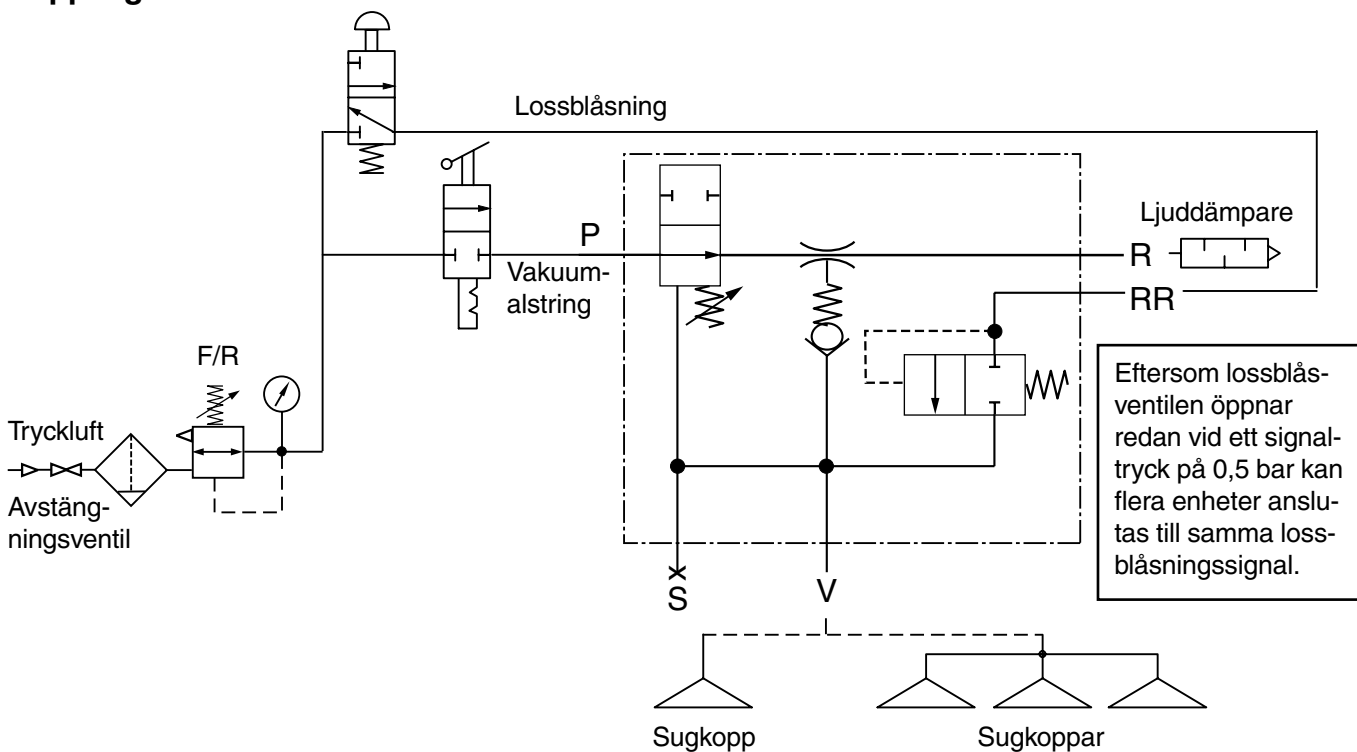 Lossblåsning
Ljuddämpare
P
R
Vakuum-
alstring
RR
F/R
Eftersom lossblås-
ventilen öppnar
redan vid ett signal-
tryck på 0,5 bar kan
flera enheter anslu-
tas till samma loss-
blåsningssignal.
Tryckluft
Avstäng-
ningsventil
S
V
Sugkopp
Sugkoppar